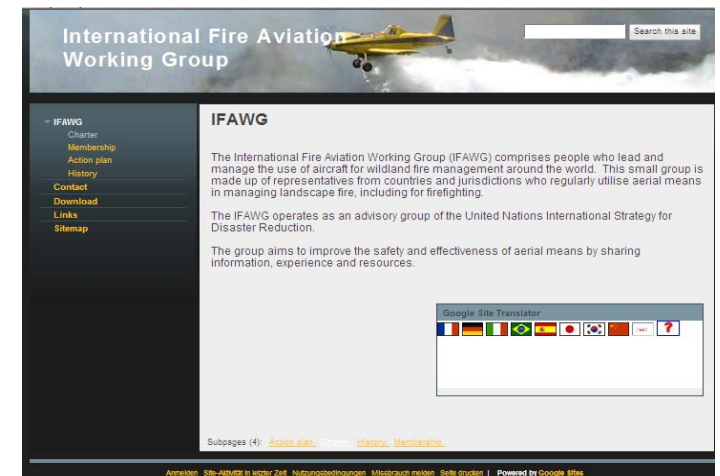 International Fire Aviation
Working Group
Search this site
IFAWG
Charter
Membership
Action plan
History
Contact
Download
Links
Sitemap
IFAWG
The International Fire Aviation Working Group (IFAWG) comprises people who lead and
manage the use of aircraft for wildland fire management around the world. This small group is
made up of representatives from countries and jurisdictions who regularly utilise aerial means
in managing landscape fire, including for firefighting.
The IFAWG operates as an advisory group of the United Nations International Strategy for
Disaster Reduction.
The group aims to improve the safety and effectiveness of aerial means by sharing
information, experience and resources.
Google Site Translator
?
Subpages (4): Action plan Charter History Membership
Anmelden Site-Aktivität in letzter Zeit Nutzungsbedingungen Missbrauch melden Seite drucken | Powered by Google Sites